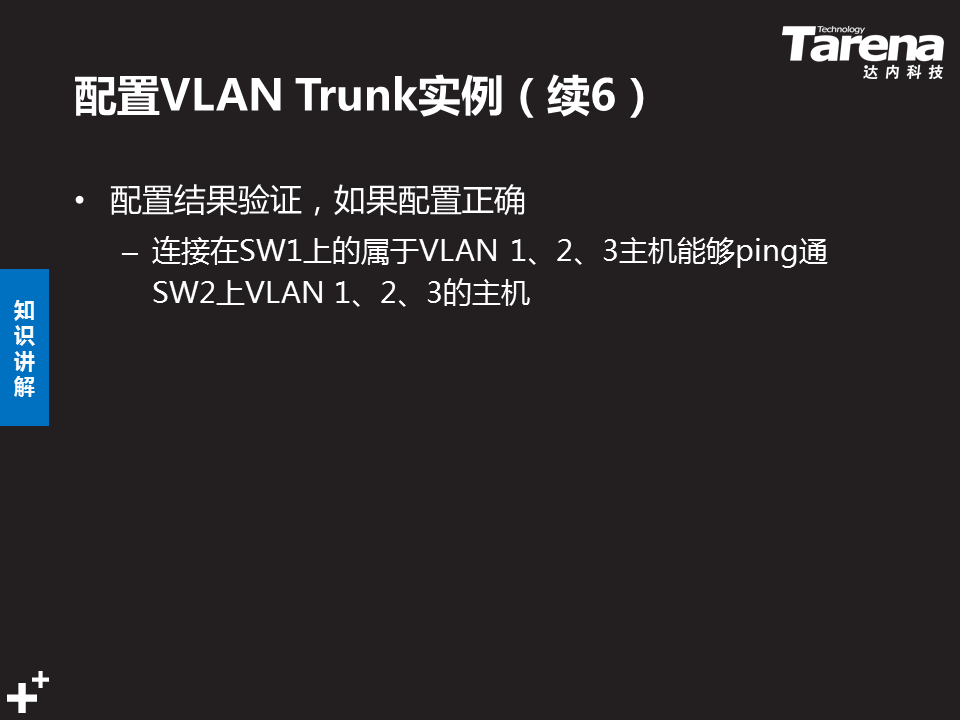 Technology
Tarena
达内科技
配置VLAN Trunk实例（续6）
• 配置结果验证，如果配置正确
– 连接在SW1上的属于VLAN 1、2、3主机能够ping通
SW2上VLAN 1、2、3的主机
知
识
讲
解